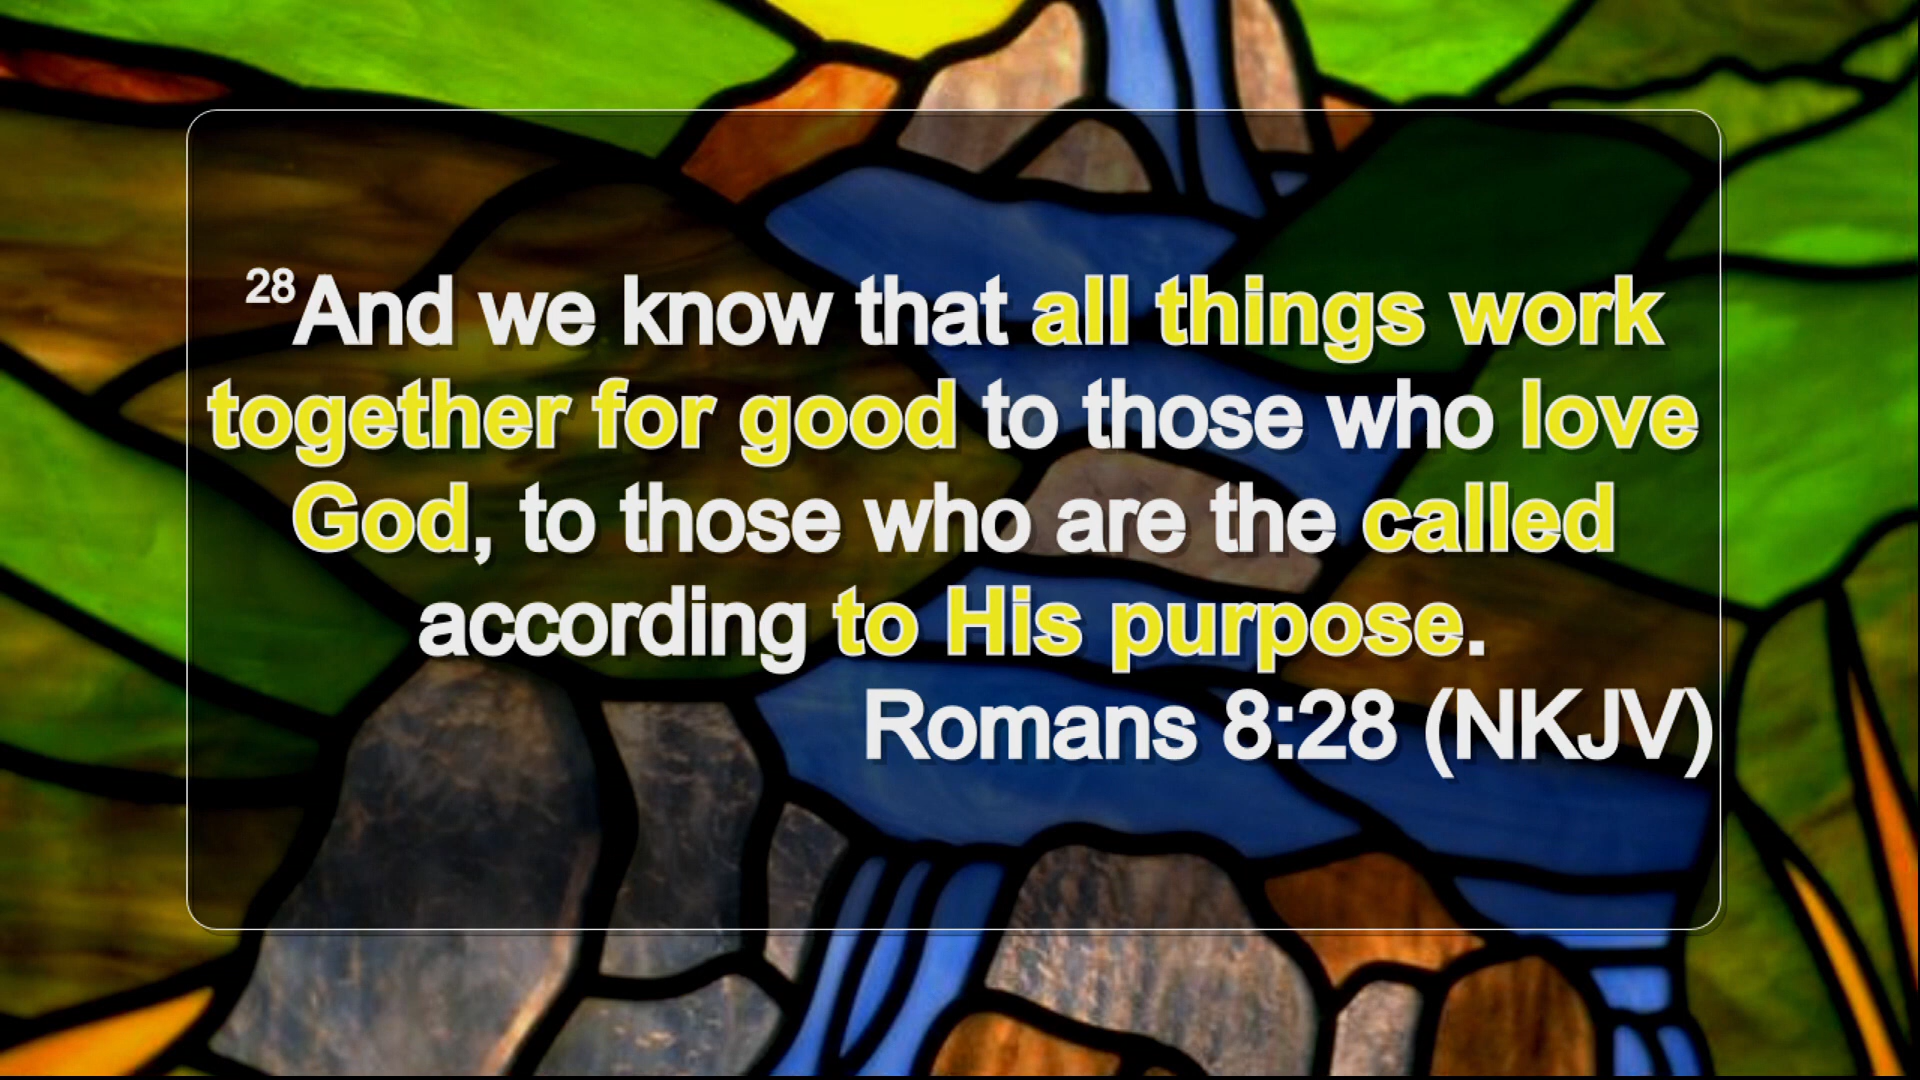 28And we know that all things work
together for good to those who love
God, to those who are the called
according to His purpose.
Romans 8:28 (NKJV)